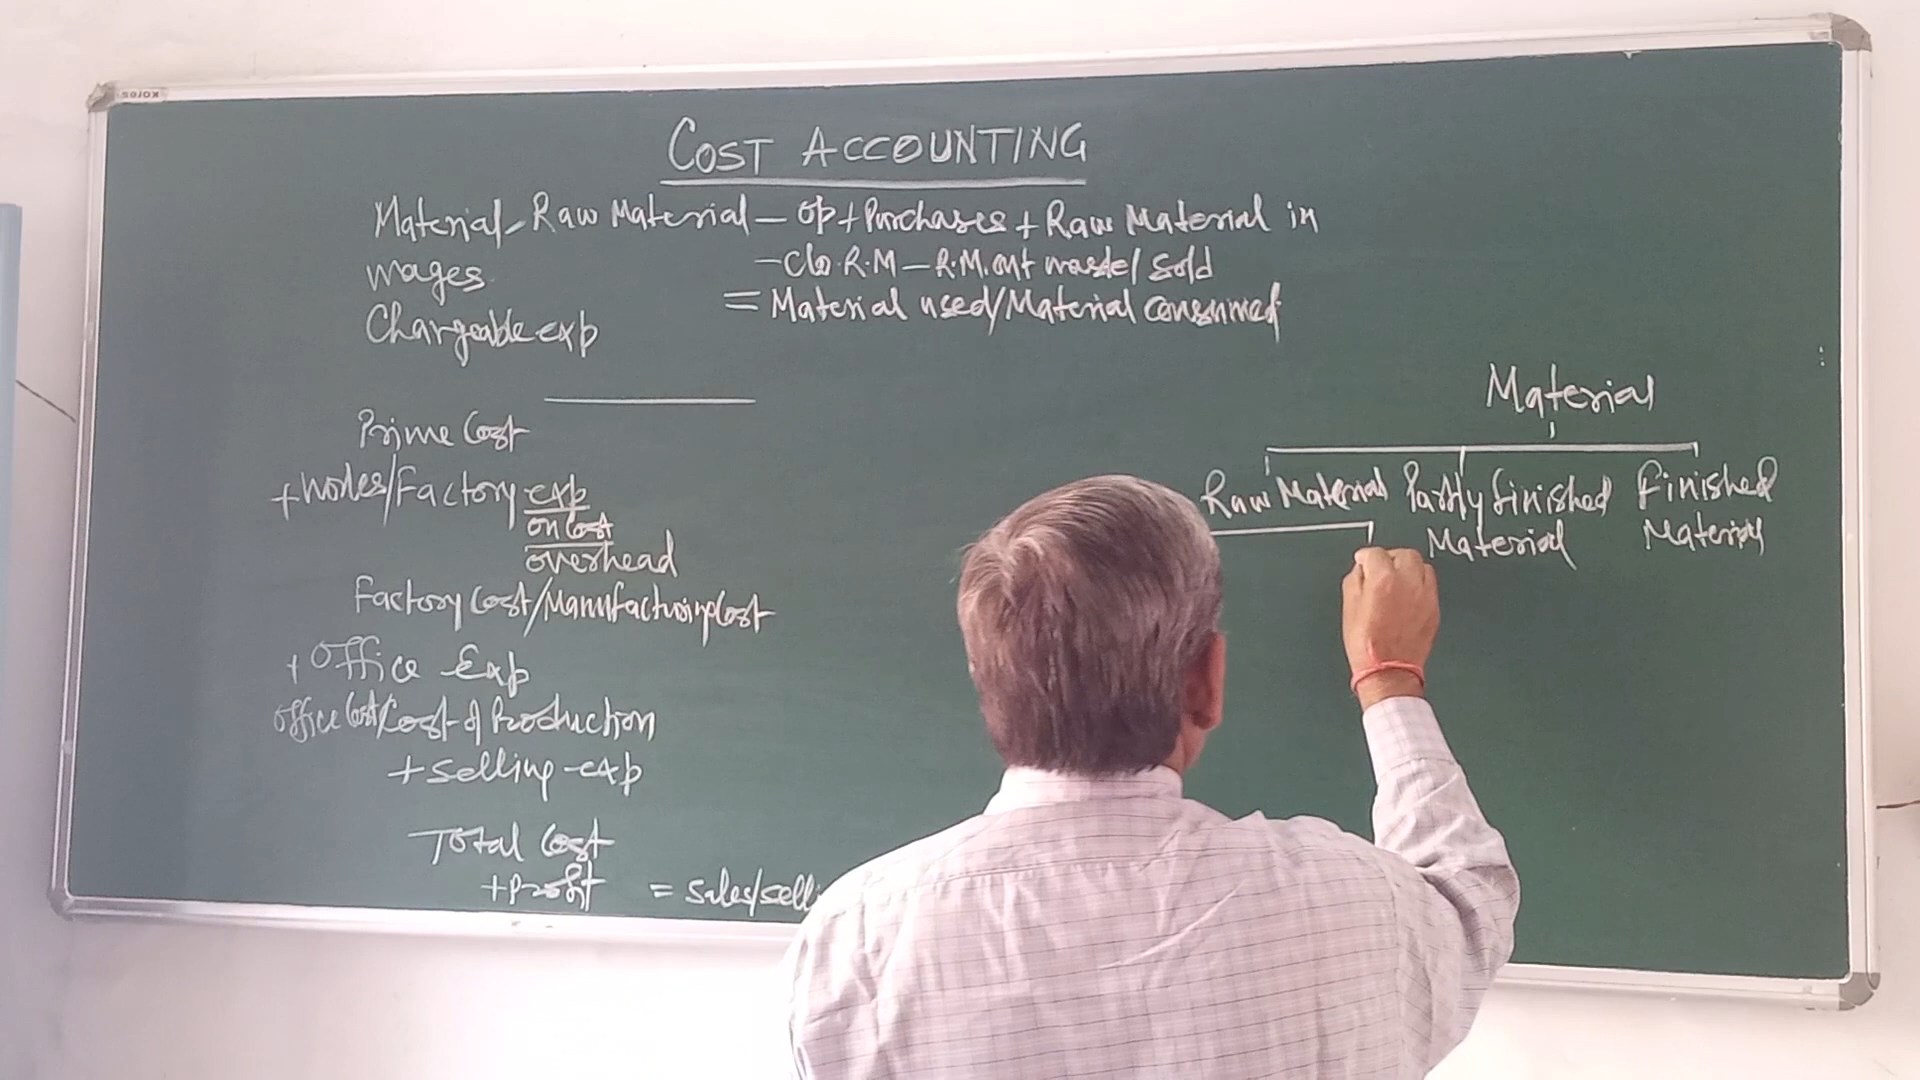 COST ACCOUNTING
Material - Raw Material - op + Purchases + Raw Material in
wages - Clo. R.M - R.M. out waste/sold
= Material used/Material consumed
Chargeable exp
Prime Cost
+ Works/Factory exp
on cost
overhead
Factory Cost/Manufacturing Cost
+ Office Exp
Office Cost/Cost of Production
+ Selling exp
Total Cost
+ Profit = Sales/selli
Material
Raw Material Partly finished Finished
Material Material